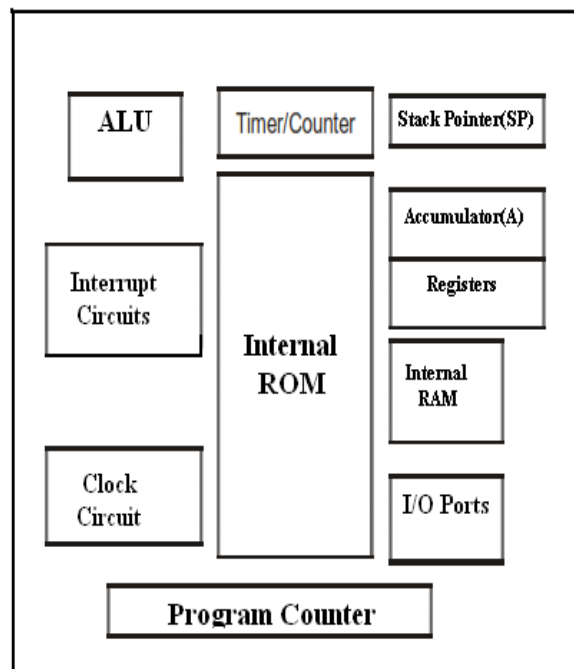 ALU
Timer/Counter
Stack Pointer(SP)
Accumulator(A)
Registers
Interrupt
Circuits
Internal
ROM
Internal
RAM
Clock
Circuit
I/O Ports
Program Counter